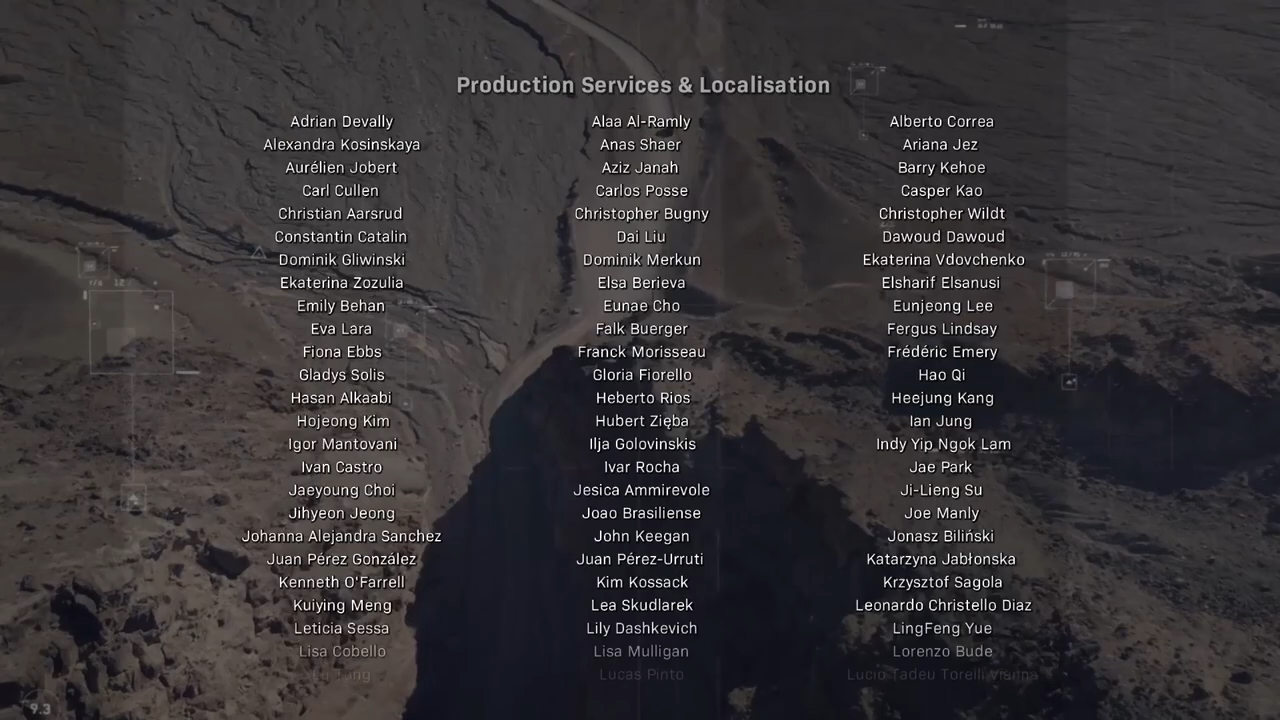 Production Services & Localisation
Adrian Devally Alaa Al-Ramly Alberto Correa
Alexandra Kosinskaya Anas Shaer Ariana Jez
Aurélien Jobert Aziz Janah Barry Kehoe
Carl Cullen Carlos Posse Casper Kao
Christian Aarsrud Christopher Bugny Christopher Wildt
Constantin Catalin Dai Liu Dawoud Dawoud
Dominik Gliwinski Dominik Merkun Ekaterina Vdovchenko
Ekaterina Zozulia Elsa Berieva Elsharif Elsanusi
Emily Behan Eunae Cho Eunjeong Lee
Eva Lara Falk Buerger Fergus Lindsay
Fiona Ebbs Franck Morisseau Frédéric Emery
Gladys Solis Gloria Fiorello Hao Qi
Hasan Alkaabi Heberto Rios Heejung Kang
Hojeong Kim Hubert Zięba Ian Jung
Igor Mantovani Ilja Golovinskis Indy Yip Ngok Lam
Ivan Castro Ivar Rocha Jae Park
Jaeyoung Choi Jesica Ammirevole Ji-Lieng Su
Jihyeon Jeong Joao Brasiliense Joe Manly
Johanna Alejandra Sanchez John Keegan Jonasz Biliński
Juan Pérez González Juan Pérez-Urruti Katarzyna Jabłonska
Kenneth O'Farrell Kim Kossack Krzysztof Sagola
Kuiying Meng Lea Skudlarek Leonardo Christello Diaz
Leticia Sessa Lily Dashkevich LingFeng Yue
Lisa Cobello Lisa Mulligan Lorenzo Bude
Lucas Pinto Lucio Tadeu Torelli Vianna
9.3